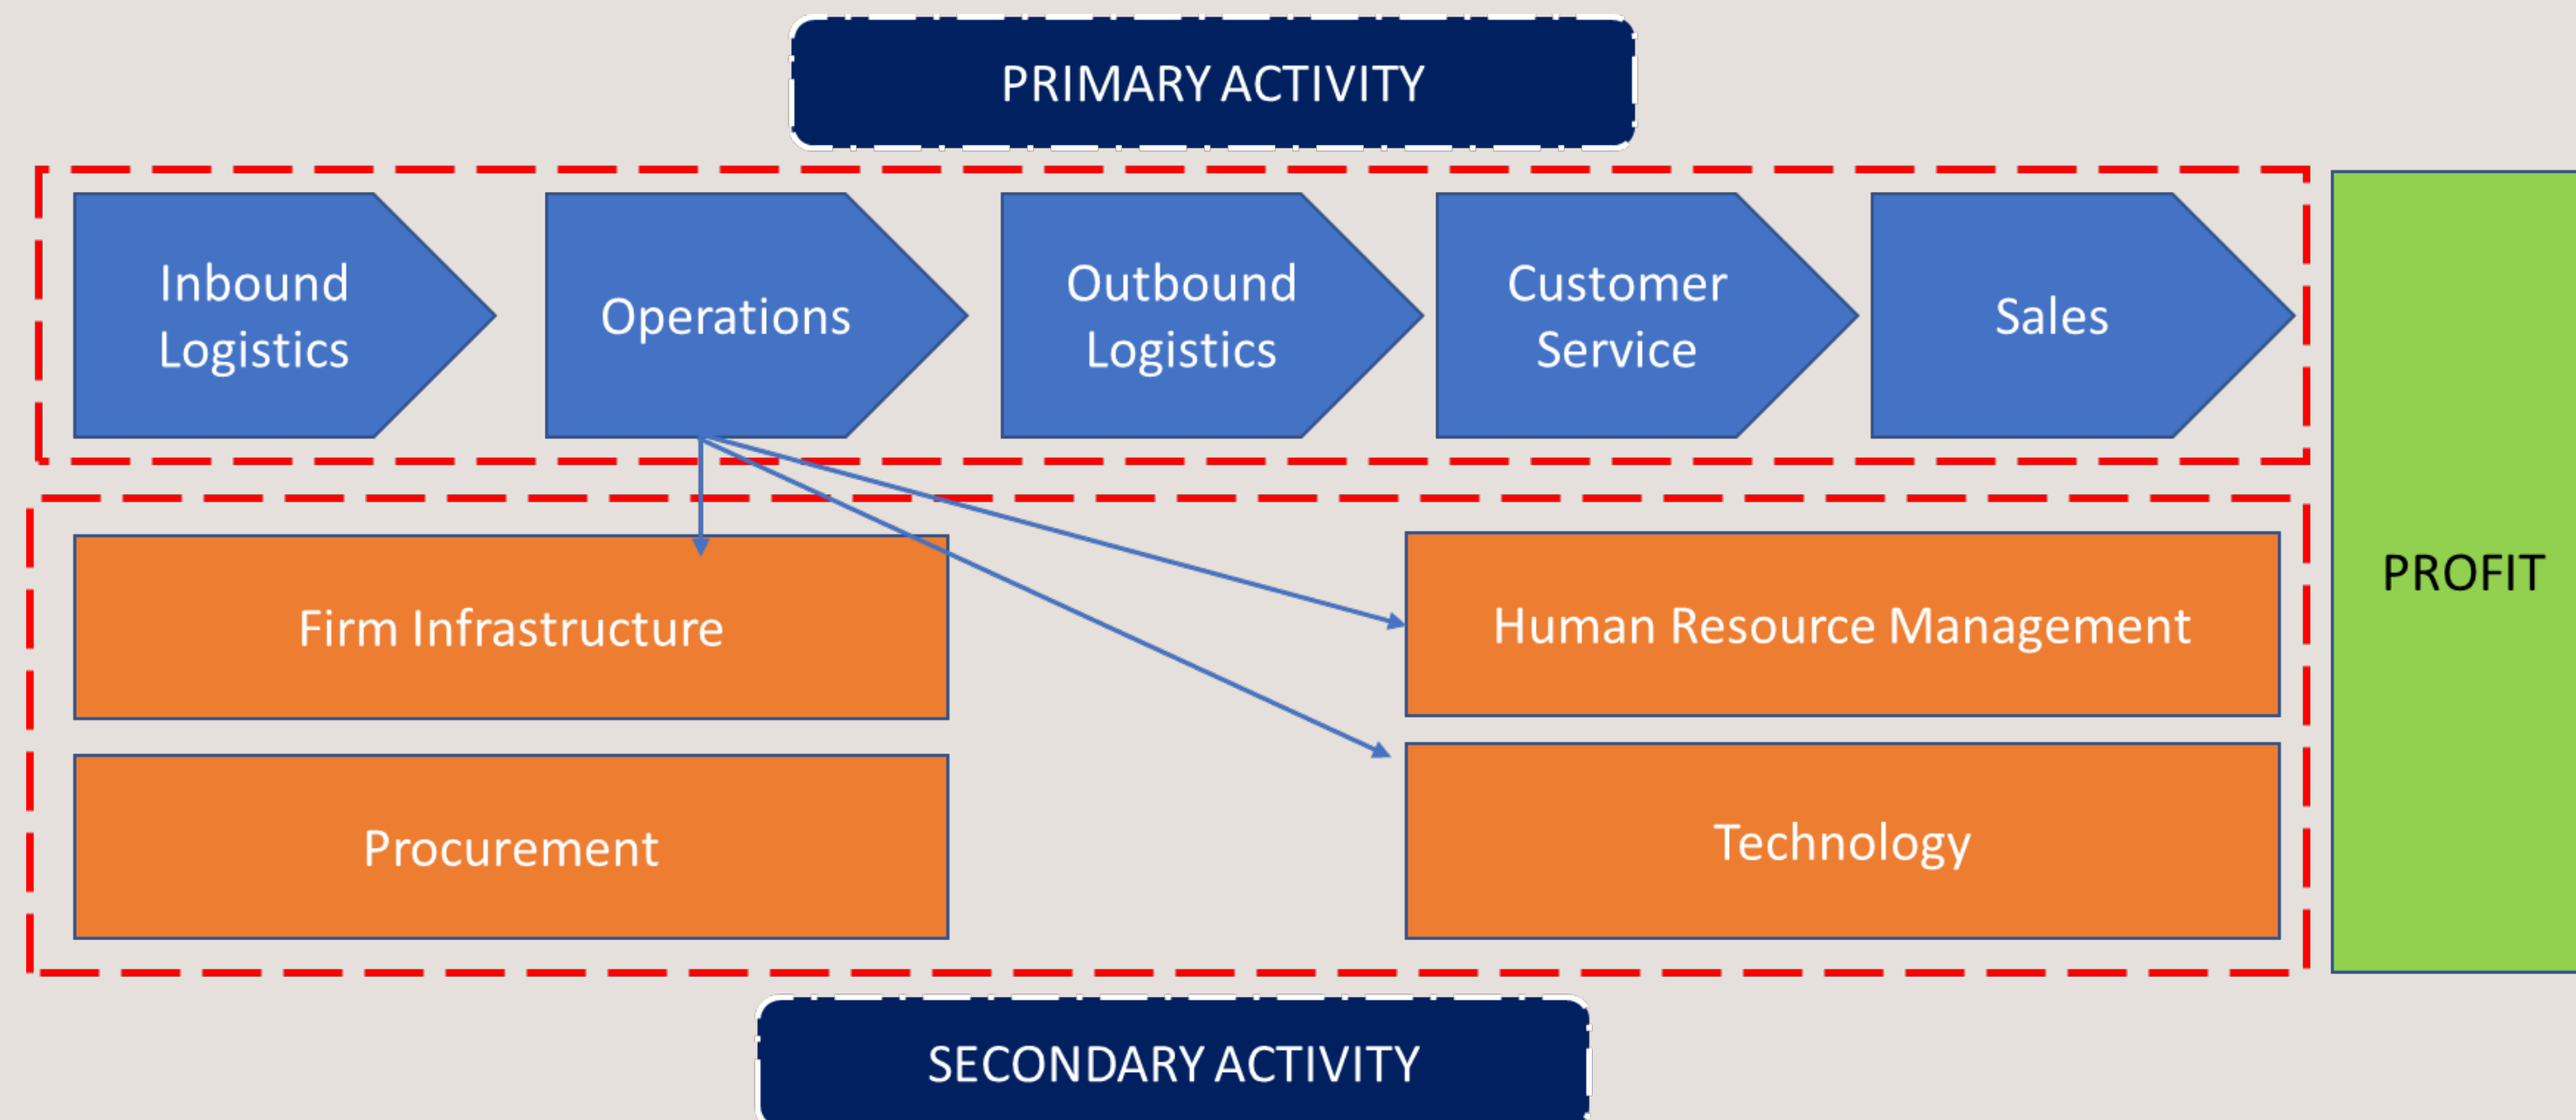 PRIMARY ACTIVITY
Inbound
Logistics
Operations
Outbound
Logistics
Customer
Service
Sales
PROFIT
Firm Infrastructure
Human Resource Management
Procurement
Technology
SECONDARY ACTIVITY